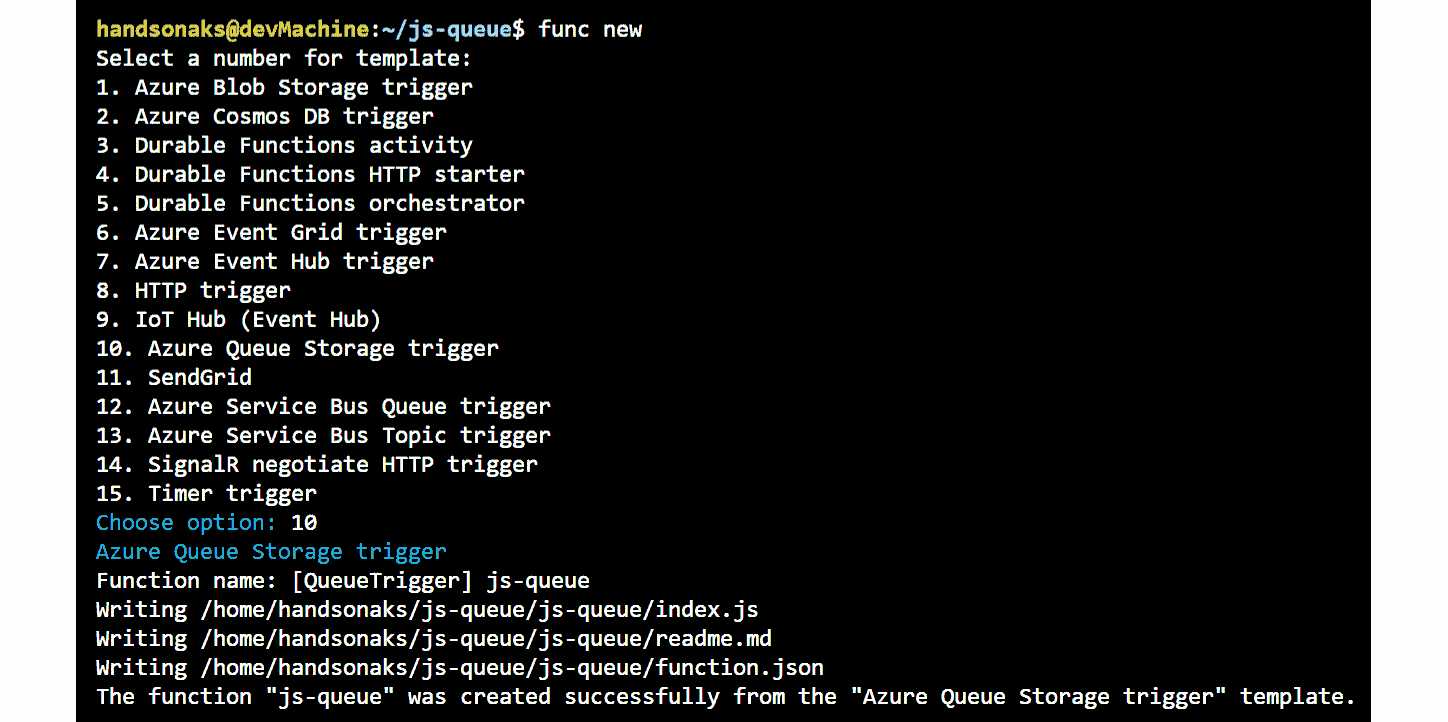 handsonaks@devMachine:~/js-queue$ func new
Select a number for template:
1. Azure Blob Storage trigger
2. Azure Cosmos DB trigger
3. Durable Functions activity
4. Durable Functions HTTP starter
5. Durable Functions orchestrator
6. Azure Event Grid trigger
7. Azure Event Hub trigger
8. HTTP trigger
9. IoT Hub (Event Hub)
10. Azure Queue Storage trigger
11. SendGrid
12. Azure Service Bus Queue trigger
13. Azure Service Bus Topic trigger
14. SignalR negotiate HTTP trigger
15. Timer trigger
Choose option: 10
Azure Queue Storage trigger
Function name: [QueueTrigger] js-queue
Writing /home/handsonaks/js-queue/js-queue/index.js
Writing /home/handsonaks/js-queue/js-queue/readme.md
Writing /home/handsonaks/js-queue/js-queue/function.json
The function "js-queue" was created successfully from the "Azure Queue Storage trigger" template.